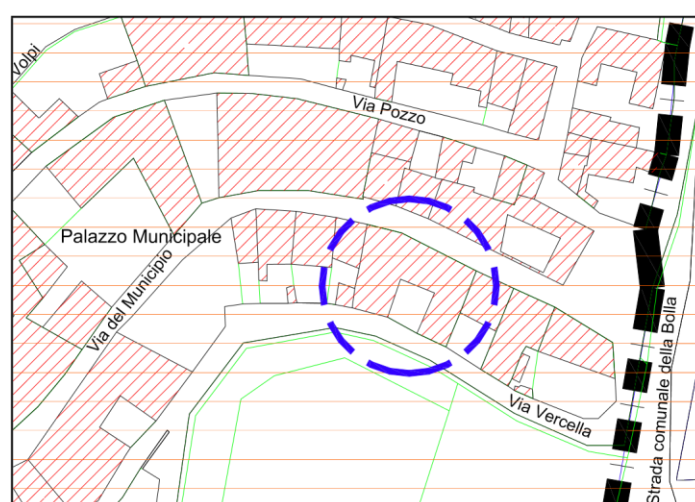 Volpi
Via Pozzo
Palazzo Municipale
Via del Municipio
Via Vercella
Strada comunale della Bolla